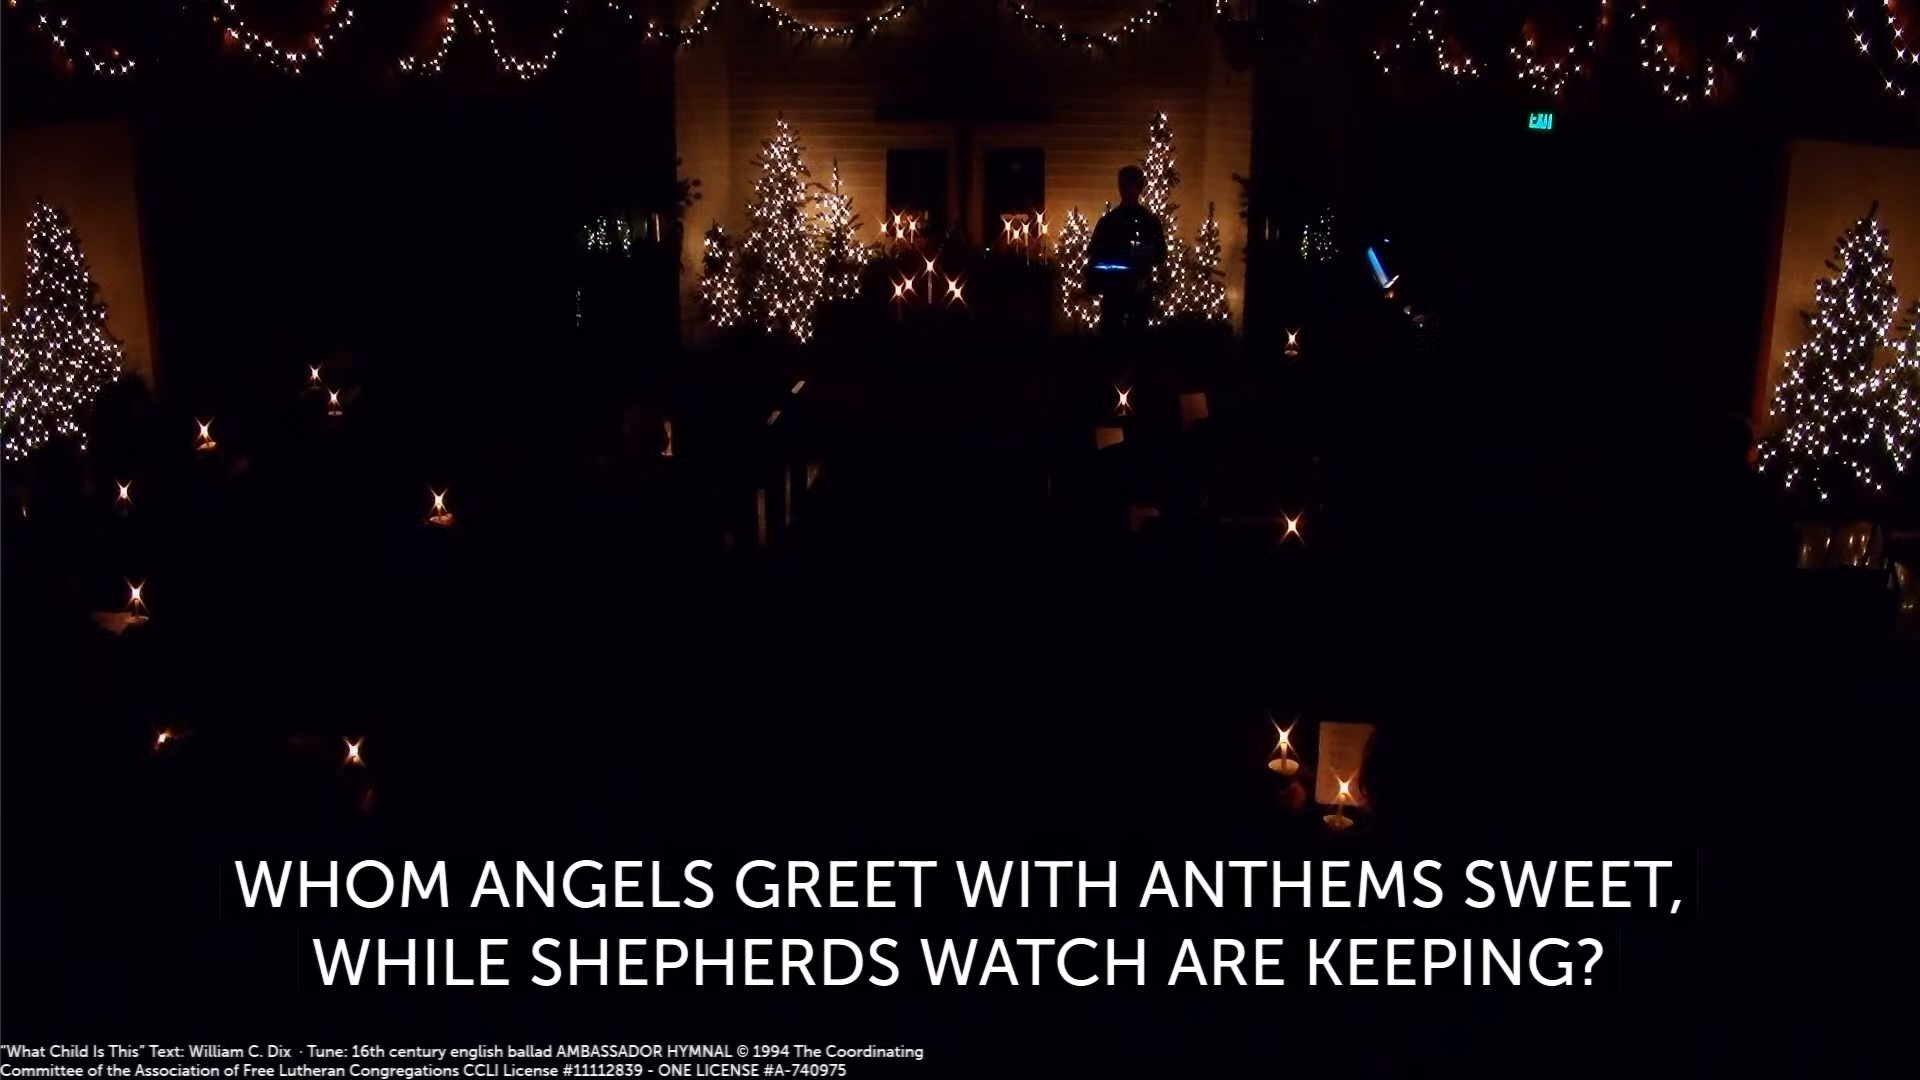 EXIT
WHOM ANGELS GREET WITH ANTHEMS SWEET,
WHILE SHEPHERDS WATCH ARE KEEPING?
"What Child Is This" Text: William C. Dix · Tune: 16th century english ballad AMBASSADOR HYMNAL © 1994 The Coordinating
Committee of the Association of Free Lutheran Congregations CCLI License #11112839 - ONE LICENSE #A-740975